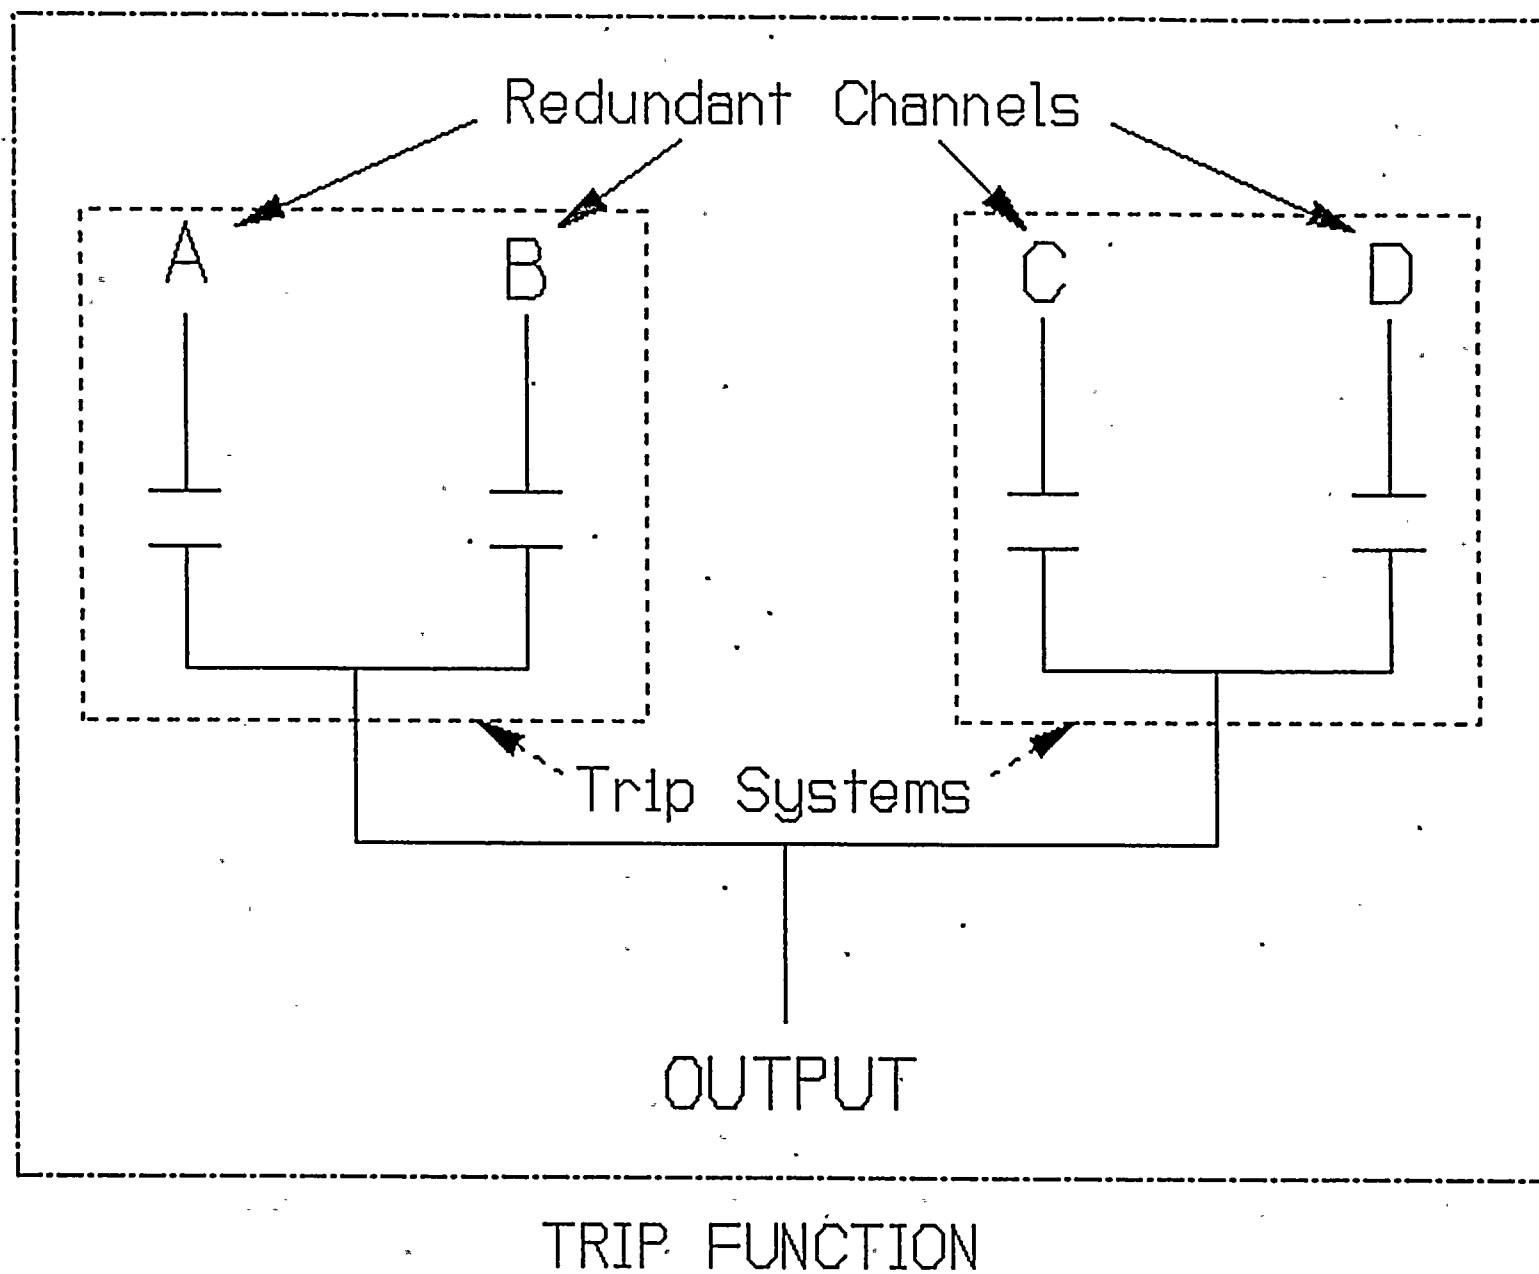 Redundant Channels
A B C D
Trip Systems
OUTPUT
TRIP FUNCTION